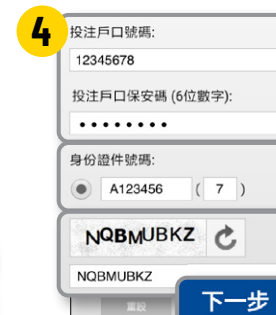 4
投注戶口號碼:
12345678
投注戶口保安碼 (6位數字):
••••••••
身份證件號碼:
A123456 ( 7 )
NQBMUBKZ
NQBMUBKZ
重設
下一步